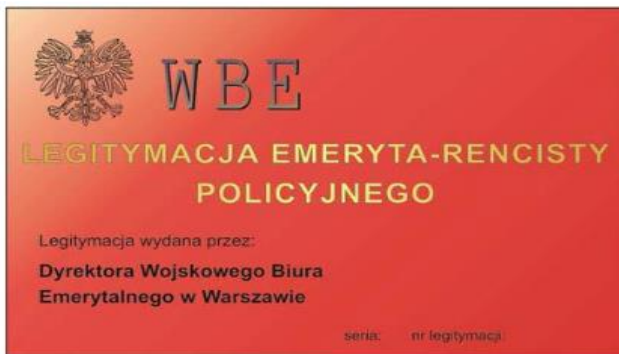 WBE
LEGITYMACJA EMERYTA-RENCISTY
POLICYJNEGO
Legitymacja wydana przez:
Dyrektora Wojskowego Biura
Emerytalnego w Warszawie
seria: nr legitymacji: